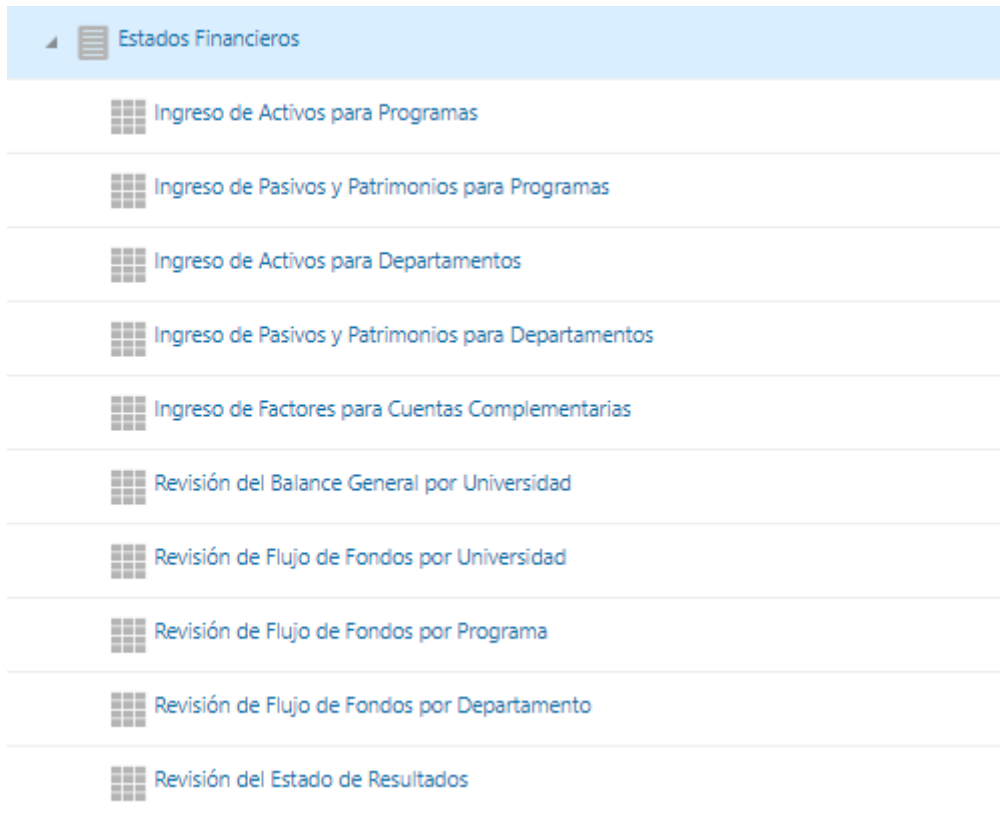 Estados Financieros
Ingreso de Activos para Programas
Ingreso de Pasivos y Patrimonios para Programas
Ingreso de Activos para Departamentos
Ingreso de Pasivos y Patrimonios para Departamentos
Ingreso de Factores para Cuentas Complementarias
Revisión del Balance General por Universidad
Revisión de Flujo de Fondos por Universidad
Revisión de Flujo de Fondos por Programa
Revisión de Flujo de Fondos por Departamento
Revisión del Estado de Resultados